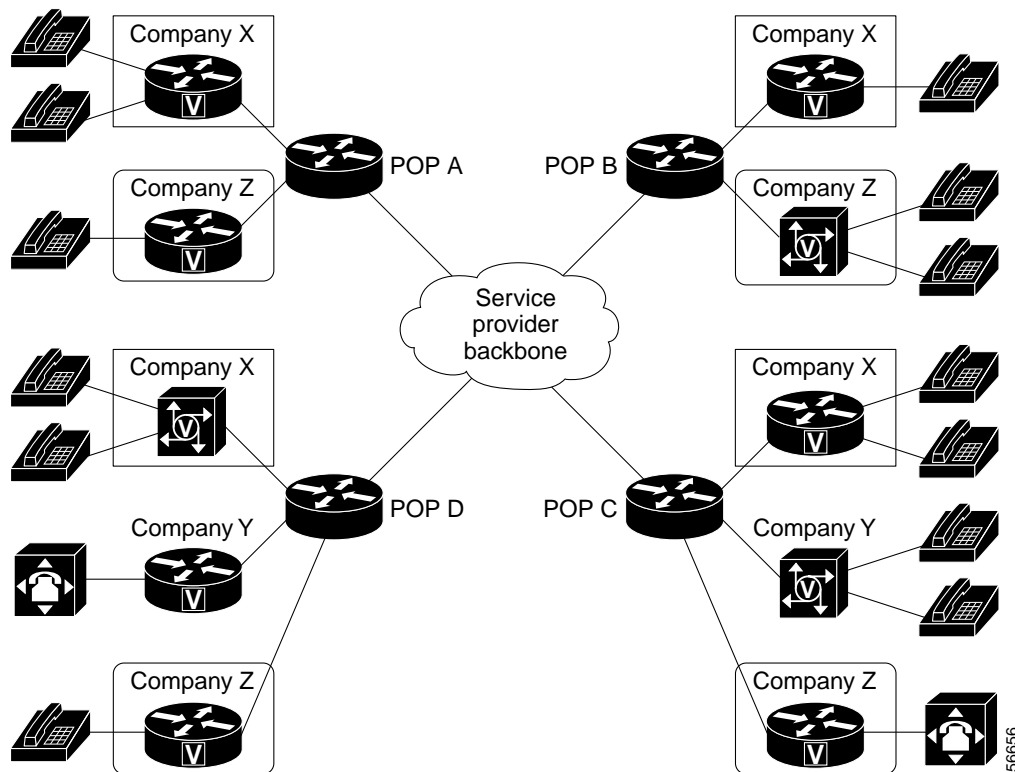 Company X
V
Company X
V
POP A
POP B
Company Z
V
Company Z
V
Service
provider
backbone
Company X
V
Company X
V
POP D
POP C
Company Y
V
Company Y
V
Company Z
V
Company Z
V
56656